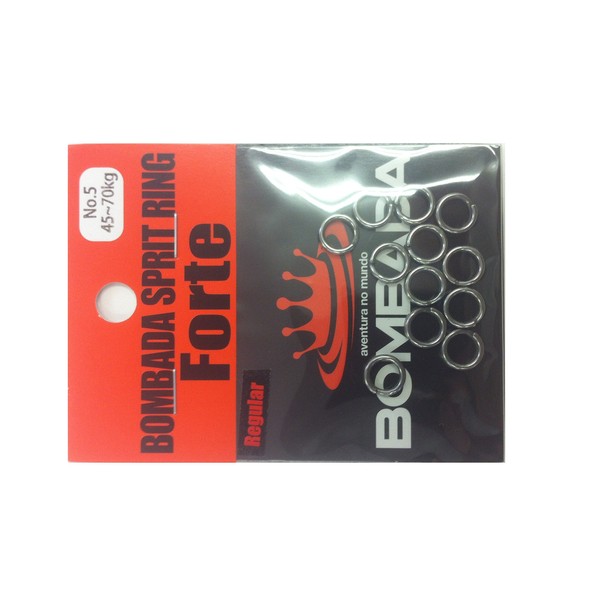 No.5
45~70kg
BOMBADA SPRIT RING
Forte
Regular
aventura no mundo
BOMBADA